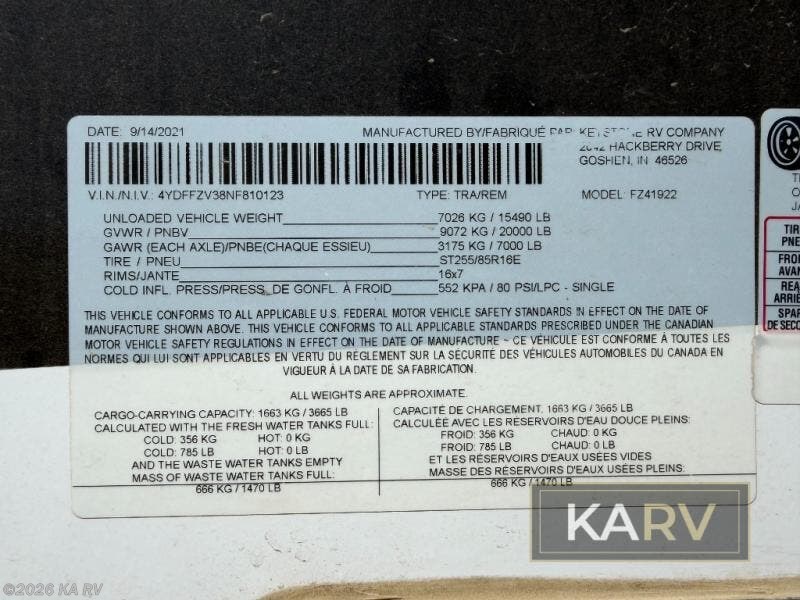 DATE: 9/14/2021 MANUFACTURED BY/FABRIQUÉ PAR: KEYSTONE RV COMPANY
2642 HACKBERRY DRIVE
GOSHEN, IN 46526
V.I.N./N.I.V.: 4YDFFZV38NF810123 TYPE: TRA/REM MODEL: FZ41922
UNLOADED VEHICLE WEIGHT 7026 KG / 15490 LB
GVWR / PNBV 9072 KG / 20000 LB
GAWR (EACH AXLE)/PNBE(CHAQUE ESSIEU) 3175 KG / 7000 LB
TIRE / PNEU ST255/85R16E
RIMS/JANTE 16x7
COLD INFL. PRESS/PRESS. DE GONFL. À FROID 552 KPA / 80 PSI/LPC - SINGLE
THIS VEHICLE CONFORMS TO ALL APPLICABLE U.S. FEDERAL MOTOR VEHICLE SAFETY STANDARDS IN EFFECT ON THE DATE OF
MANUFACTURE SHOWN ABOVE. ~ THIS VEHICLE CONFORMS TO ALL APPLICABLE STANDARDS PRESCRIBED UNDER THE CANADIAN
MOTOR VEHICLE SAFETY REGULATIONS IN EFFECT ON THE DATE OF MANUFACTURE ~ CE VÉHICULE EST CONFORME À TOUTES LES
NORMES QUI LUI SONT APPLICABLES EN VERTU DU RÉGLEMENT SUR LA SÉCURITÉ DES VÉHICULES AUTOMOBILES DU CANADA EN
VIGUEUR À LA DATE DE SA FABRICATION.
ALL WEIGHTS ARE APPROXIMATE.
CARGO-CARRYING CAPACITY: 1663 KG / 3665 LB
CALCULATED WITH THE FRESH WATER TANKS FULL:
COLD: 356 KG HOT: 0 KG
COLD: 785 LB HOT: 0 LB
AND THE WASTE WATER TANKS EMPTY
MASS OF WASTE WATER TANKS FULL:
666 KG / 1470 LB
CAPACITÉ DE CHARGEMENT: 1663 KG / 3665 LB
CALCULÉE AVEC LES RÉSERVOIRS D'EAU DOUCE PLEINS:
FROID: 356 KG CHAUD: 0 KG
FROID: 785 LB CHAUD: 0 LB
ET LES RÉSERVOIRS D'EAUX USÉES VIDES
MASSE DES RÉSERVOIRS D'EAUX USÉES PLEINS:
666 KG / 1470 LB
TIR
PNE
FRO
AVAN
REA
ARRIÈ
SPAR
DE SECO
KARV
©2026 KA RV